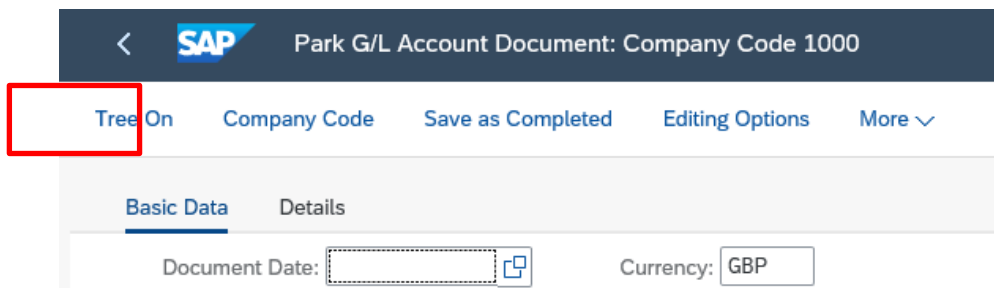 SAP Park G/L Account Document: Company Code 1000
Tree On Company Code Save as Completed Editing Options More
Basic Data Details
Document Date: Currency: GBP